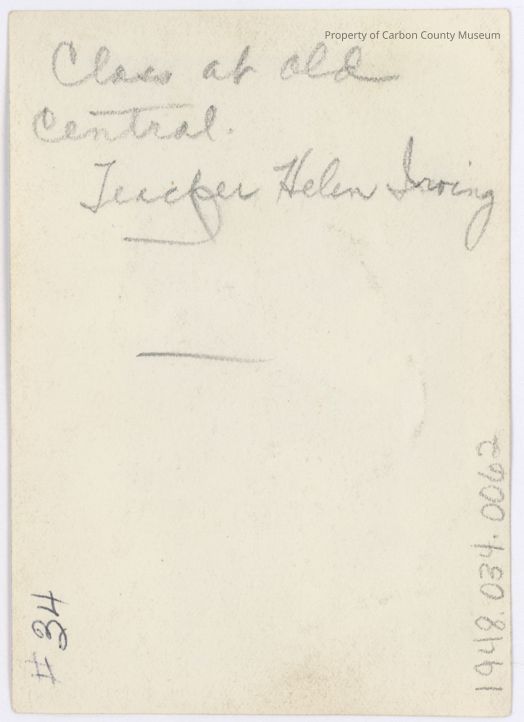 Property of Carbon County Museum
Class at old
Central.
Teacher Helen Irving
# 34
1948.034.0062